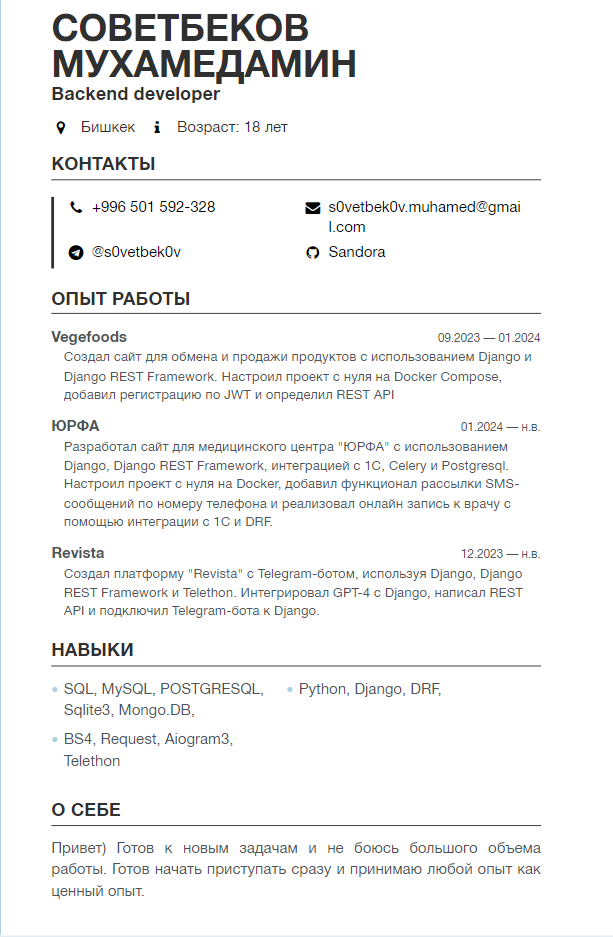 СОВЕТБЕКОВ
МУХАМЕДАМИН
Backend developer
Бишкек Возраст: 18 лет
КОНТАКТЫ
+996 501 592-328 s0vetbek0v.muhamed@gmai
l.com
@s0vetbek0v Sandora
ОПЫТ РАБОТЫ
Vegefoods 09.2023 — 01.2024
Создал сайт для обмена и продажи продуктов с использованием Django и
Django REST Framework. Настроил проект с нуля на Docker Compose,
добавил регистрацию по JWT и определил REST API
ЮРФА 01.2024 — н.в.
Разработал сайт для медицинского центра "ЮРФА" с использованием
Django, Django REST Framework, интеграцией с 1С, Celery и Postgresql.
Настроил проект с нуля на Docker, добавил функционал рассылки SMS-
сообщений по номеру телефона и реализовал онлайн запись к врачу с
помощью интеграции с 1С и DRF.
Revista 12.2023 — н.в.
Создал платформу "Revista" с Telegram-ботом, используя Django, Django
REST Framework и Telethon. Интегрировал GPT-4 с Django, написал REST
API и подключил Telegram-бота к Django.
НАВЫКИ
SQL, MySQL, POSTGRESQL, Python, Django, DRF,
Sqlite3, Mongo.DB,
BS4, Request, Aiogram3,
Telethon
О СЕБЕ
Привет) Готов к новым задачам и не боюсь большого объема
работы. Готов начать приступать сразу и принимаю любой опыт как
ценный опыт.